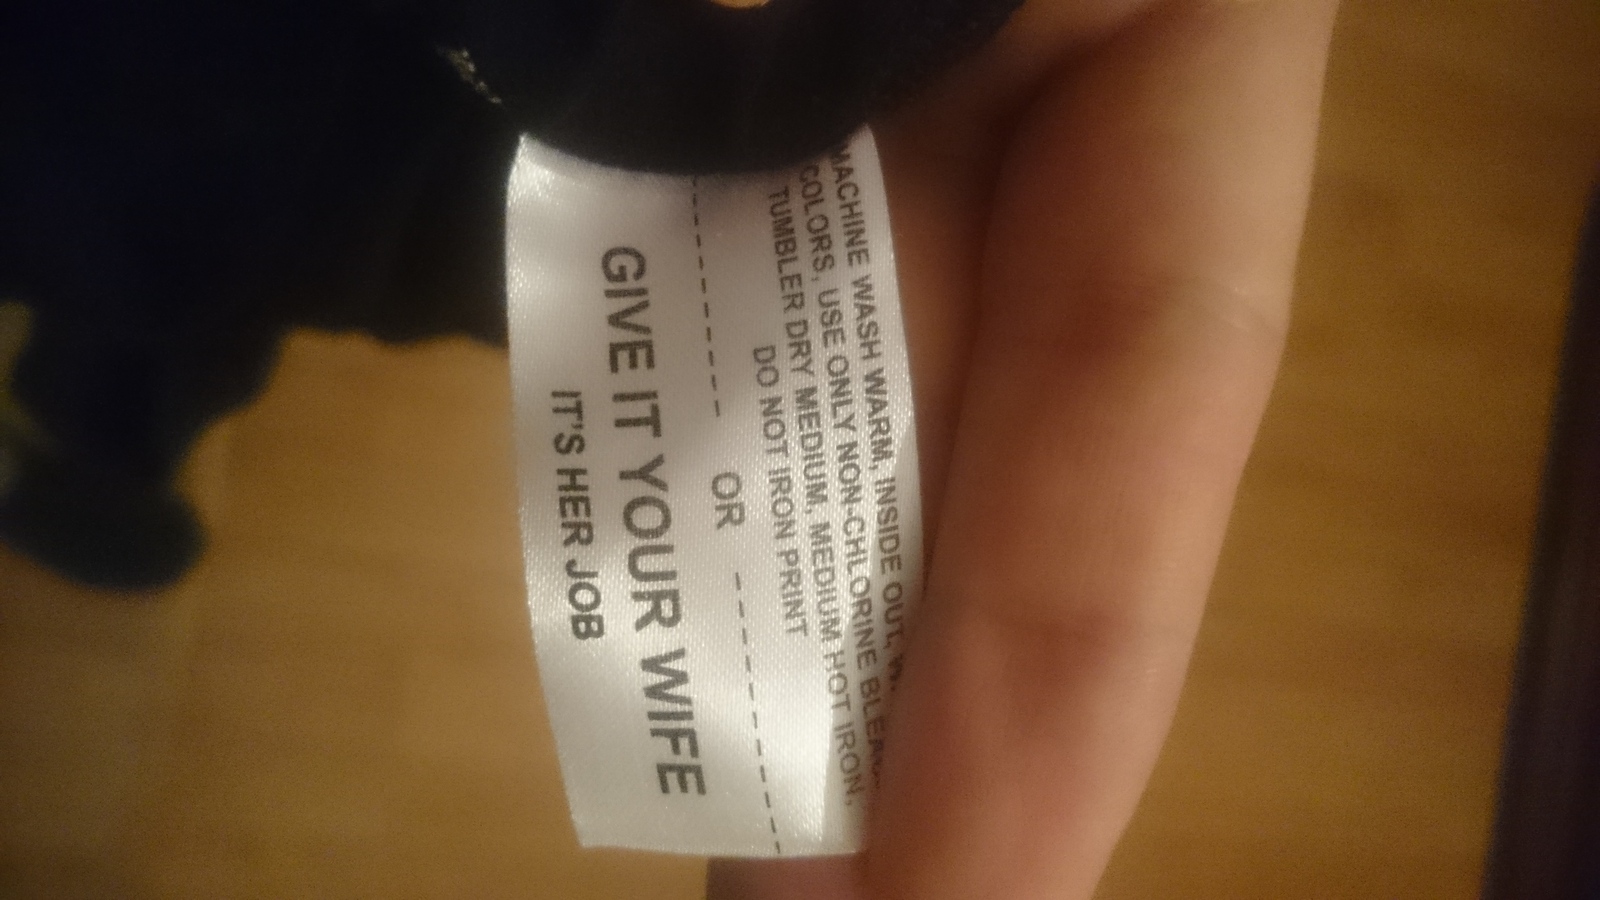 MACHINE WASH WARM, INSIDE OUT,
COLORS, USE ONLY NON-CHLORINE
TUMBLER DRY MEDIUM, MEDIUM HOT IRON,
DO NOT IRON PRINT
---------- OR ----------
GIVE IT YOUR WIFE
IT'S HER JOB